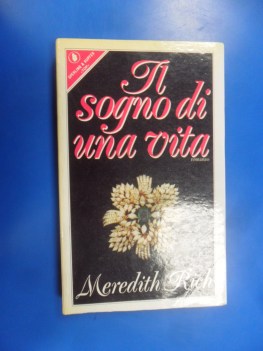 Il
sogno di
una vita
romanzo
Meredith Rich